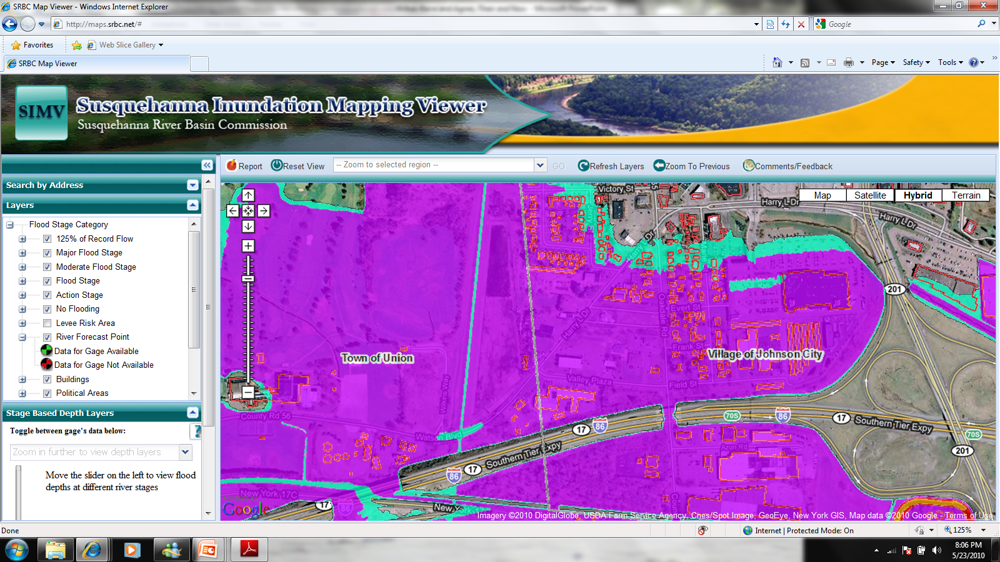 SRBC Map Viewer - Windows Internet Explorer
http://maps.srbc.net/#
Google
Favorites
Web Slice Gallery
SRBC Map Viewer
Page
Safety
Tools
SIMV
Susquehanna Inundation Mapping Viewer
Susquehanna River Basin Commission
Report
Reset View
-- Zoom to selected region --
GO
Refresh Layers
Zoom To Previous
Comments/Feedback
Search by Address
Layers
Flood Stage Category
125% of Record Flow
Major Flood Stage
Moderate Flood Stage
Flood Stage
Action Stage
No Flooding
Levee Risk Area
River Forecast Point
Data for Gage Available
Data for Gage Not Available
Buildings
Political Areas
Stage Based Depth Layers
Toggle between gage's data below:
Zoom in further to view depth layers
Move the slider on the left to view flood
depths at different river stages
Map
Satellite
Hybrid
Terrain
Victory St
Harry L Dr
Harry L Dr
Dr
201
Harry L Dr
Oakdale Rd
Evert St
Frank St
Town of Union
Village of Johnson City
Valley Plaza
Field St
County Rd 56
Watson Blvd
17
86
70S
86
17
Southern Tier Expy
70S
201
Azon Rd
Southern Tier Expy
86
17
New York 17C
17
86
Google
Imagery ©2010 DigitalGlobe, USDA Farm Service Agency, Cnes/Spot Image, GeoEye, New York GIS, Map data ©2010 Google - Terms of Use
Done
Internet | Protected Mode: On
125%
8:06 PM
5/23/2010